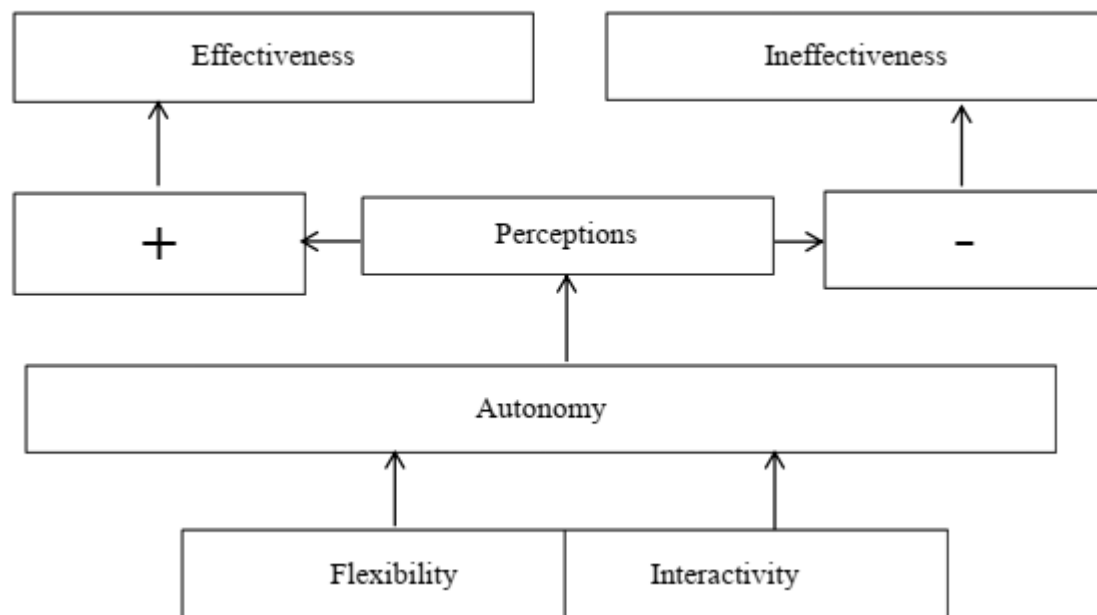 Effectiveness
Ineffectiveness
+
Perceptions
-
Autonomy
Flexibility
Interactivity